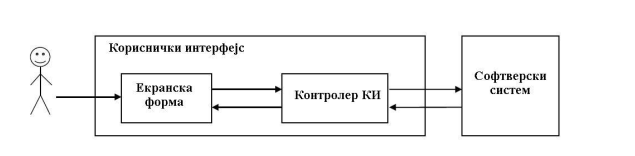 Кориснички интерфејс
Екранска
форма
Контролер КИ
Софтверски
систем